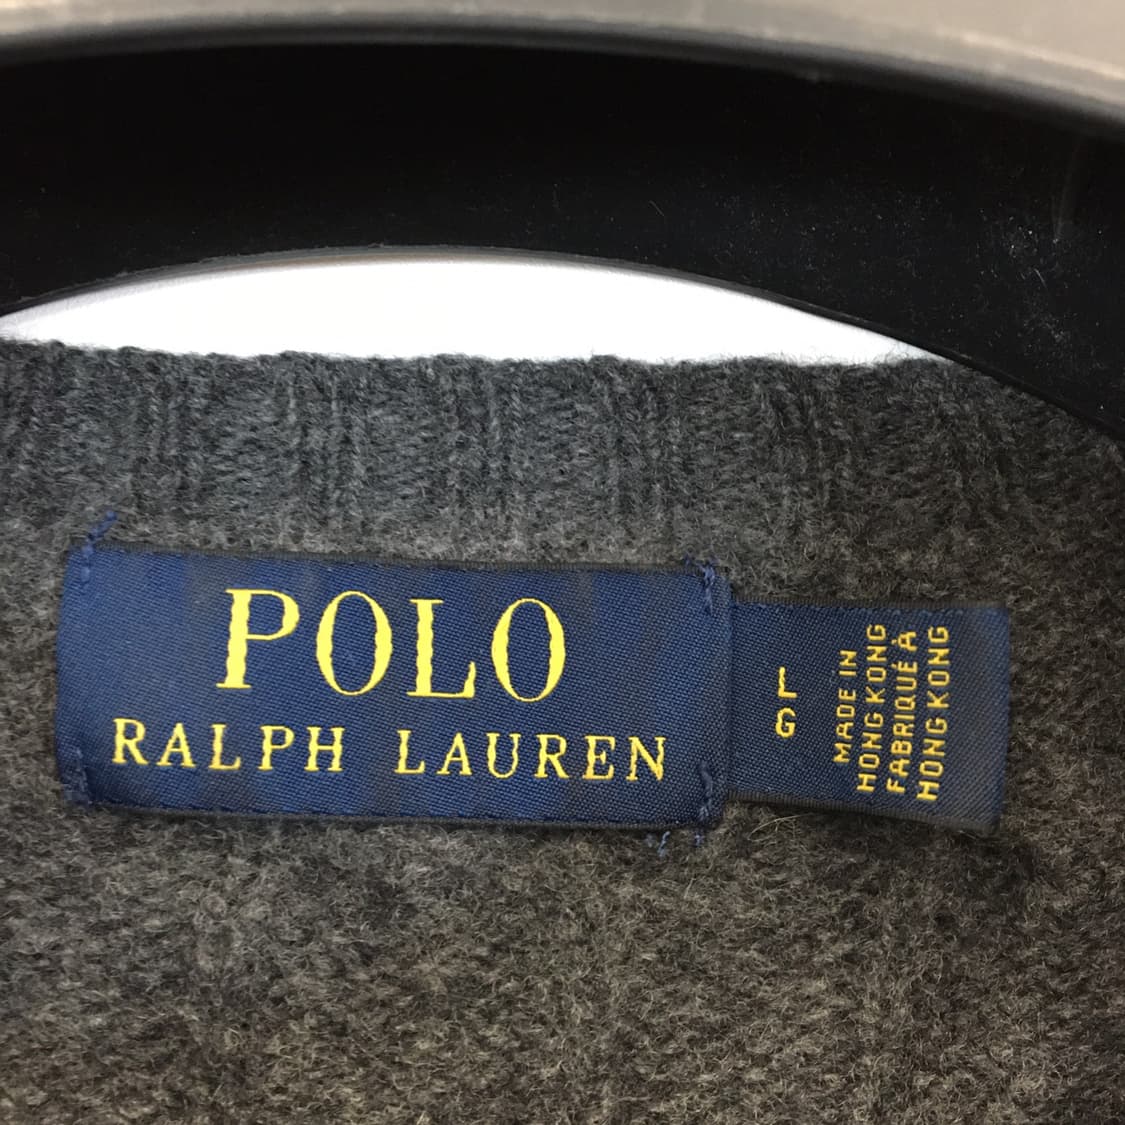 POLO
RALPH LAUREN
L
G
MADE IN
HONG KONG
FABRIQUÉ À
HONG KONG